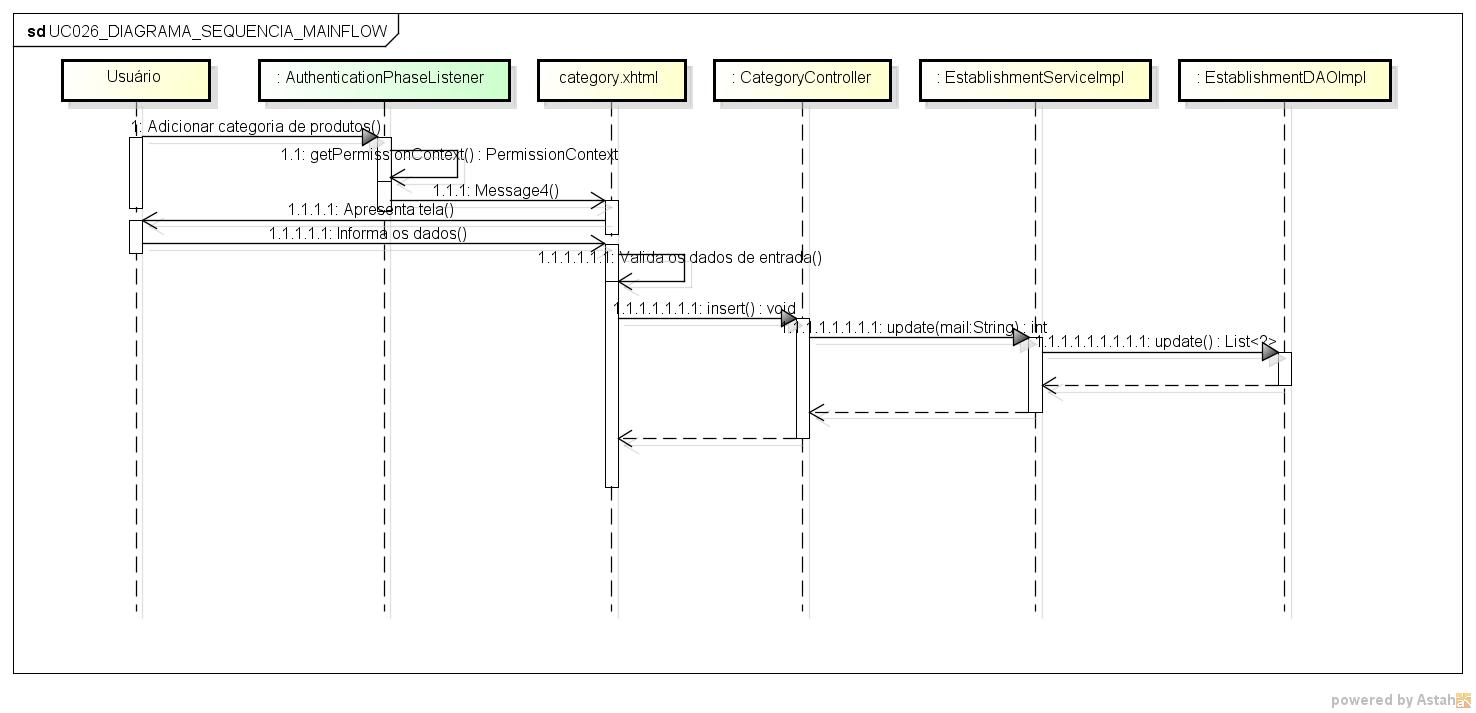 sd UC026_DIAGRAMA_SEQUENCIA_MAINFLOW
Usuário
: AuthenticationPhaseListener
category.xhtml
: CategoryController
: EstablishmentServiceImpl
: EstablishmentDAOImpl
1: Adicionar categoria de produtos()
1.1: getPermissionContext() : PermissionContext
1.1.1: Message4()
1.1.1.1: Apresenta tela()
1.1.1.1.1: Informa os dados()
1.1.1.1.1.1: Valida os dados de entrada()
1.1.1.1.1.1.1: insert() : void
1.1.1.1.1.1.1.1: update(mail:String) : int
1.1.1.1.1.1.1.1.1: update() : List<?>
powered by Astah